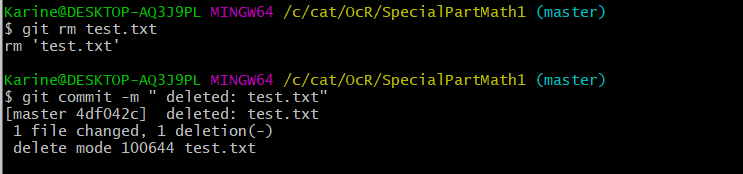 Karine@DESKTOP-AQ3J9PL MINGW64 /c/cat/OcR/SpecialPartMath1 (master)
$ git rm test.txt
rm 'test.txt'

Karine@DESKTOP-AQ3J9PL MINGW64 /c/cat/OcR/SpecialPartMath1 (master)
$ git commit -m " deleted: test.txt"
[master 4df042c]  deleted: test.txt
 1 file changed, 1 deletion(-)
 delete mode 100644 test.txt